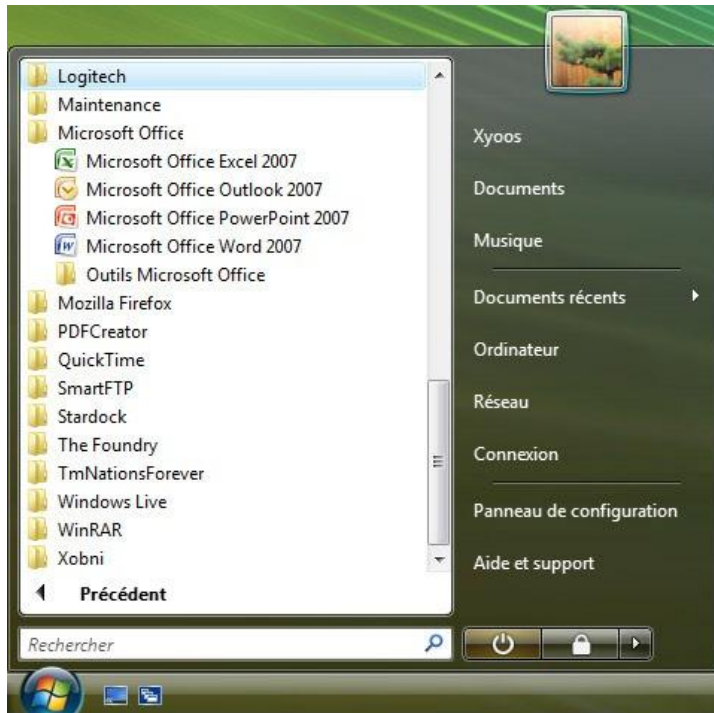 Logitech
Maintenance
Microsoft Office
Microsoft Office Excel 2007
Microsoft Office Outlook 2007
Microsoft Office PowerPoint 2007
Microsoft Office Word 2007
Outils Microsoft Office
Mozilla Firefox
PDFCreator
QuickTime
SmartFTP
Stardock
The Foundry
TmNationsForever
Windows Live
WinRAR
Xobni
Précédent
Rechercher
Xyoos
Documents
Musique
Documents récents
Ordinateur
Réseau
Connexion
Panneau de configuration
Aide et support